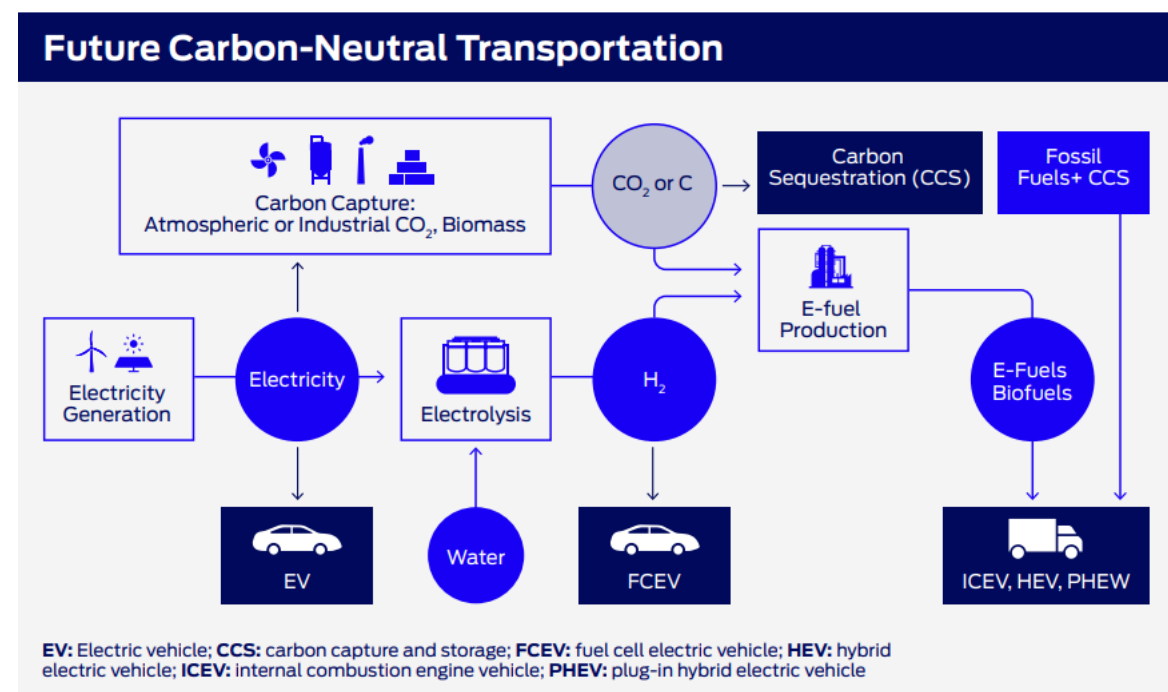 Future Carbon-Neutral Transportation
Carbon Capture:
Atmospheric or Industrial CO₂, Biomass
CO₂ or C
Carbon
Sequestration (CCS)
Fossil
Fuels+ CCS
E-fuel
Production
Electricity
Generation
Electricity
Electrolysis
H₂
E-Fuels
Biofuels
EV
Water
FCEV
ICEV, HEV, PHEW
EV: Electric vehicle; CCS: carbon capture and storage; FCEV: fuel cell electric vehicle; HEV: hybrid
electric vehicle; ICEV: internal combustion engine vehicle; PHEV: plug-in hybrid electric vehicle